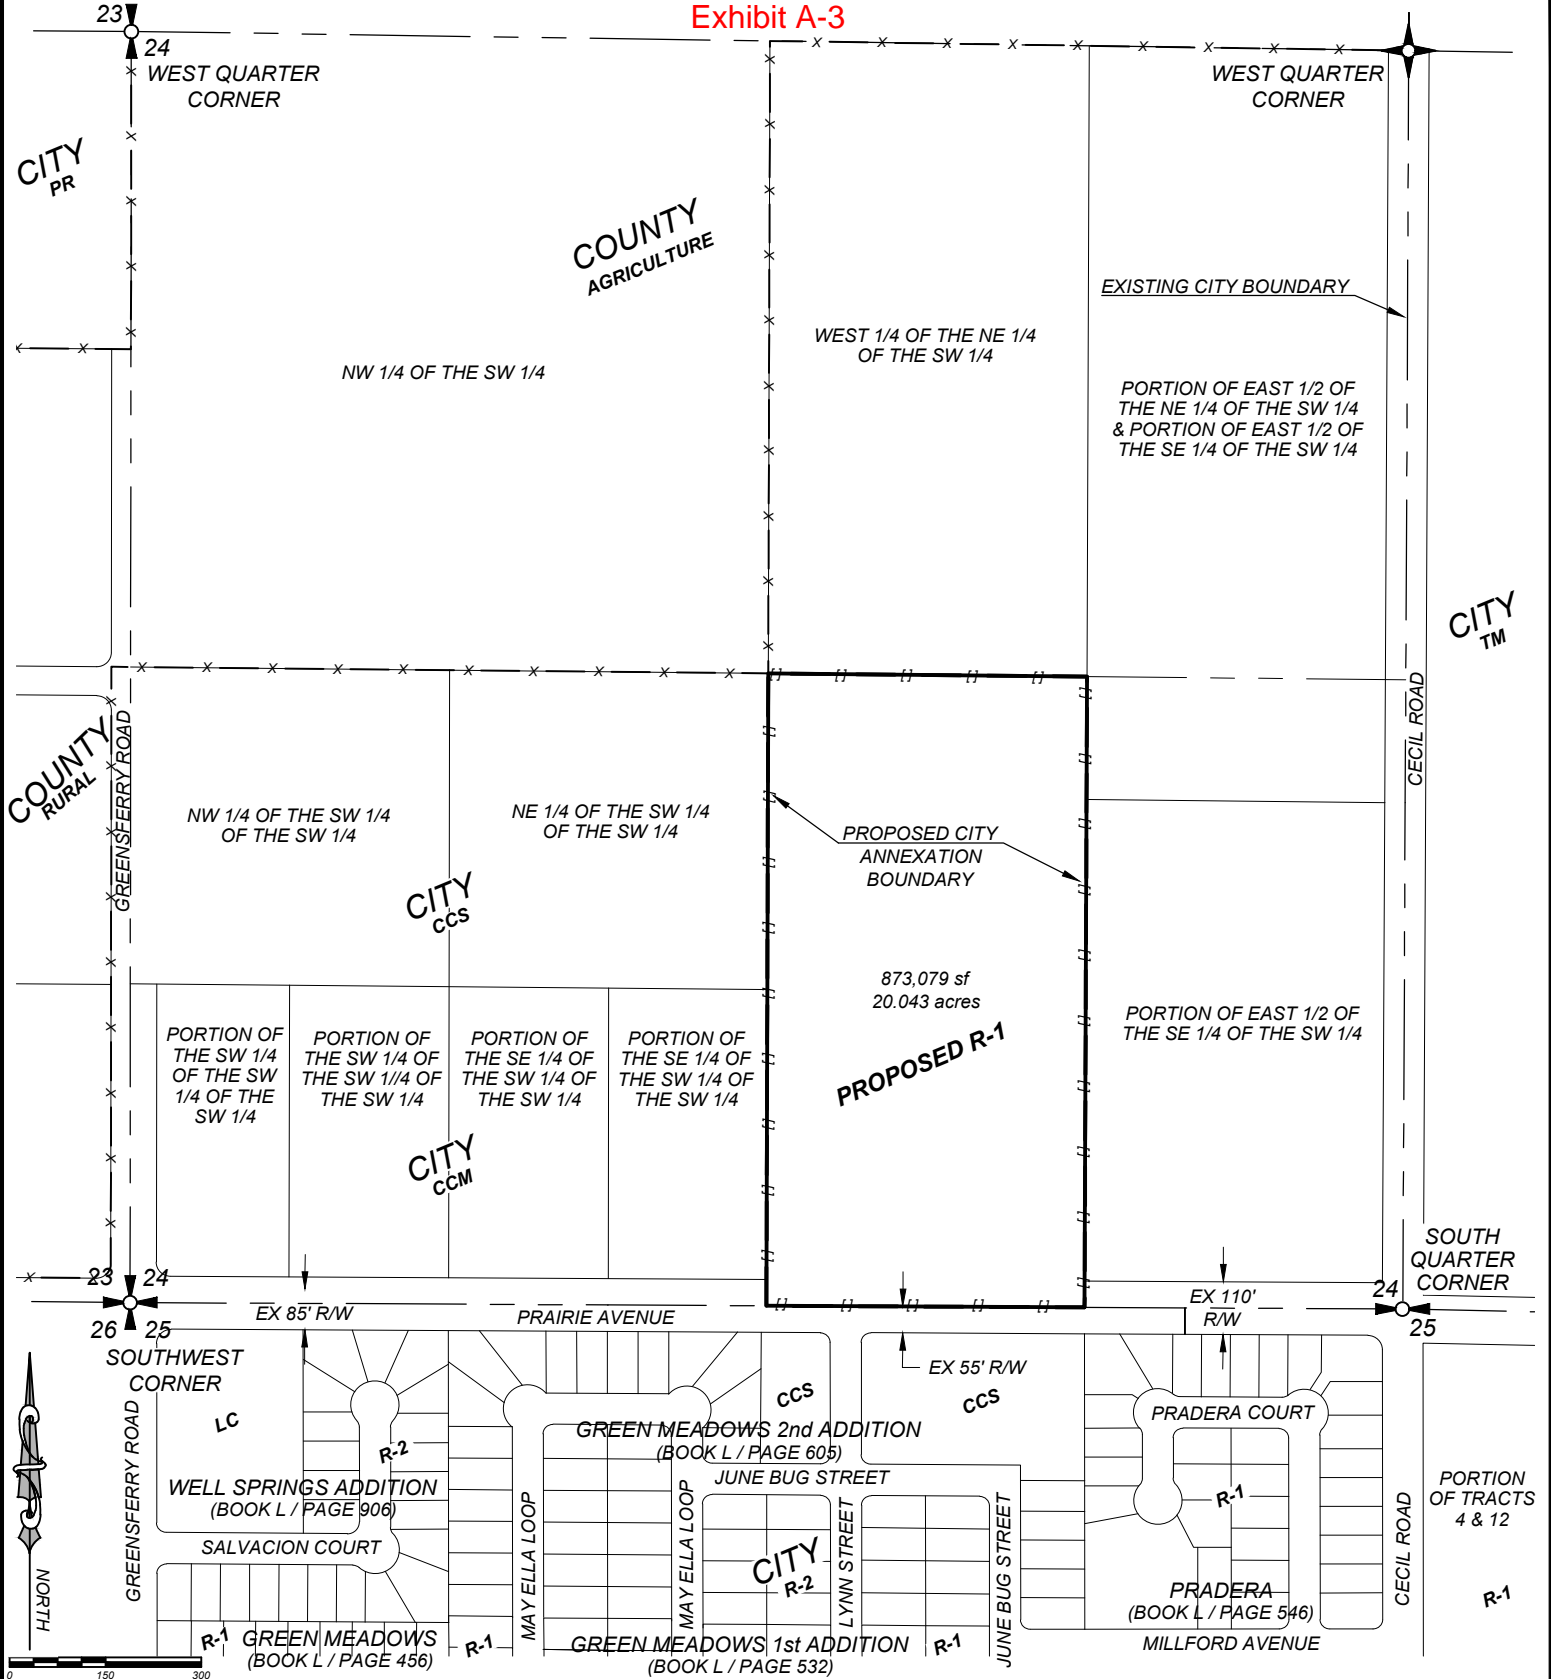 Exhibit A-3
23
24
WEST QUARTER
CORNER
WEST QUARTER
CORNER
CITY
PR
COUNTY
AGRICULTURE
EXISTING CITY BOUNDARY
WEST 1/4 OF THE NE 1/4
OF THE SW 1/4
NW 1/4 OF THE SW 1/4
PORTION OF EAST 1/2 OF
THE NE 1/4 OF THE SW 1/4
& PORTION OF EAST 1/2 OF
THE SE 1/4 OF THE SW 1/4
CITY
TM
CECIL ROAD
COUNTY
RURAL
GREENSFERRY ROAD
NW 1/4 OF THE SW 1/4
OF THE SW 1/4
NE 1/4 OF THE SW 1/4
OF THE SW 1/4
PROPOSED CITY
ANNEXATION
BOUNDARY
CITY
CCS
873,079 sf
20.043 acres
PROPOSED R-1
PORTION OF EAST 1/2 OF
THE SE 1/4 OF THE SW 1/4
PORTION OF
THE SW 1/4
OF THE SW
1/4 OF THE
SW 1/4
PORTION OF
THE SW 1/4 OF
THE SW 1//4 OF
THE SW 1/4
PORTION OF
THE SE 1/4 OF
THE SW 1/4 OF
THE SW 1/4
PORTION OF
THE SE 1/4 OF
THE SW 1/4 OF
THE SW 1/4
CITY
CCM
SOUTH
QUARTER
CORNER
23
24
24
25
26
25
EX 85' R/W
PRAIRIE AVENUE
EX 110'
R/W
EX 55' R/W
SOUTHWEST
CORNER
LC
R-2
CCS
CCS
GREEN MEADOWS 2nd ADDITION
(BOOK L / PAGE 605)
PRADERA COURT
WELL SPRINGS ADDITION
(BOOK L / PAGE 906)
JUNE BUG STREET
PORTION
OF TRACTS
4 & 12
R-1
GREENSFERRY ROAD
SALVACION COURT
MAY ELLA LOOP
MAY ELLA LOOP
CITY
R-2
LYNN STREET
JUNE BUG STREET
CECIL ROAD
R-1
PRADERA
(BOOK L / PAGE 546)
MILLFORD AVENUE
NORTH
R-1
GREEN MEADOWS
(BOOK L / PAGE 456)
R-1
GREEN MEADOWS 1st ADDITION
(BOOK L / PAGE 532)
R-1
0
150
300